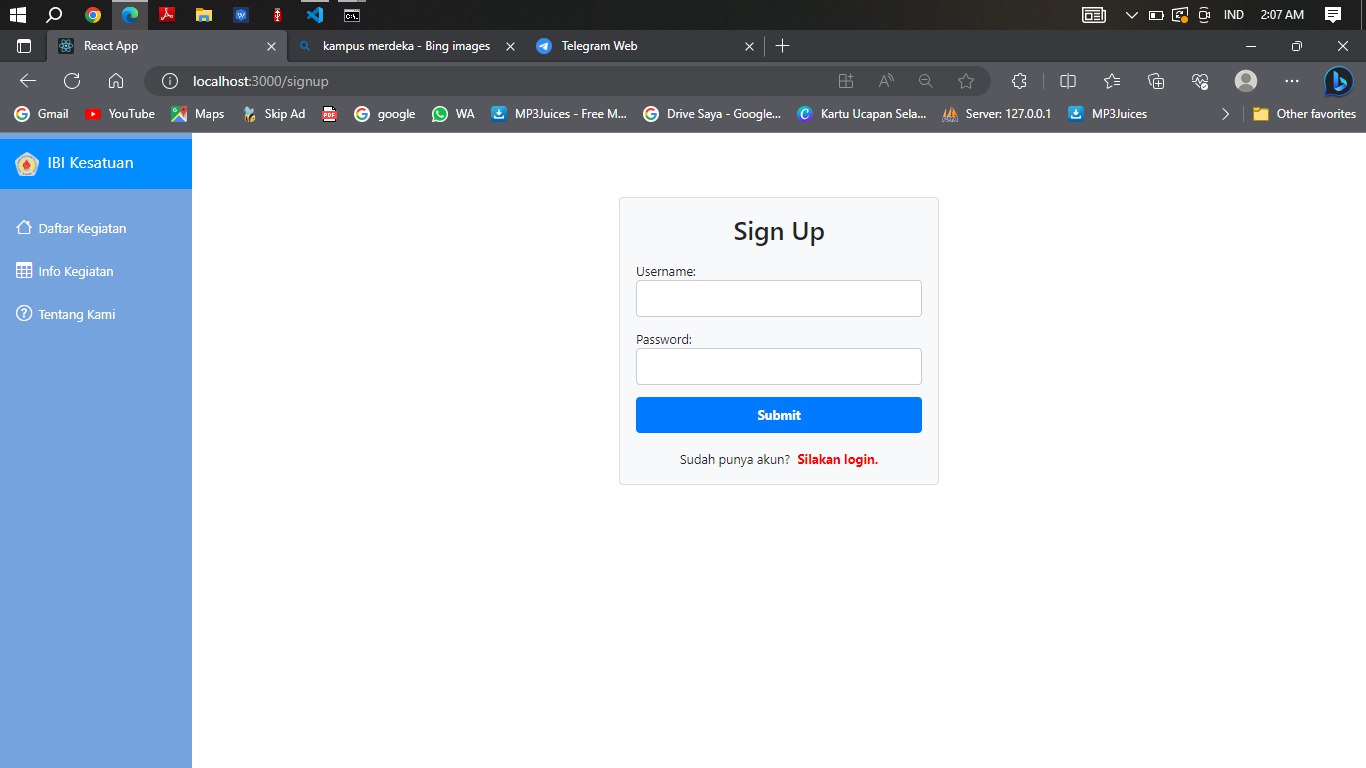 IND 2:07 AM
React App
kampus merdeka - Bing images
Telegram Web
localhost:3000/signup
Gmail YouTube Maps Skip Ad google WA MP3Juices - Free M... Drive Saya - Google... Kartu Ucapan Sela... Server: 127.0.0.1 MP3Juices Other favorites
IBI Kesatuan
Daftar Kegiatan
Info Kegiatan
Tentang Kami
Sign Up
Username:
Password:
Submit
Sudah punya akun? Silakan login.